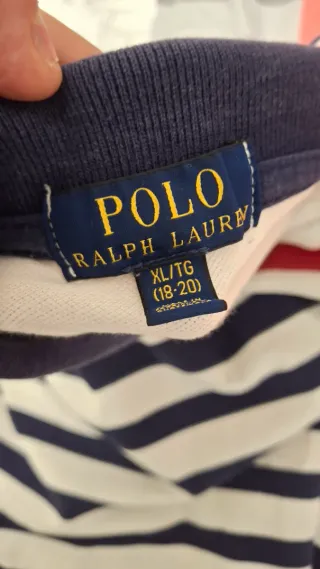 POLO
RALPH LAUREN
XL/TG
(18-20)